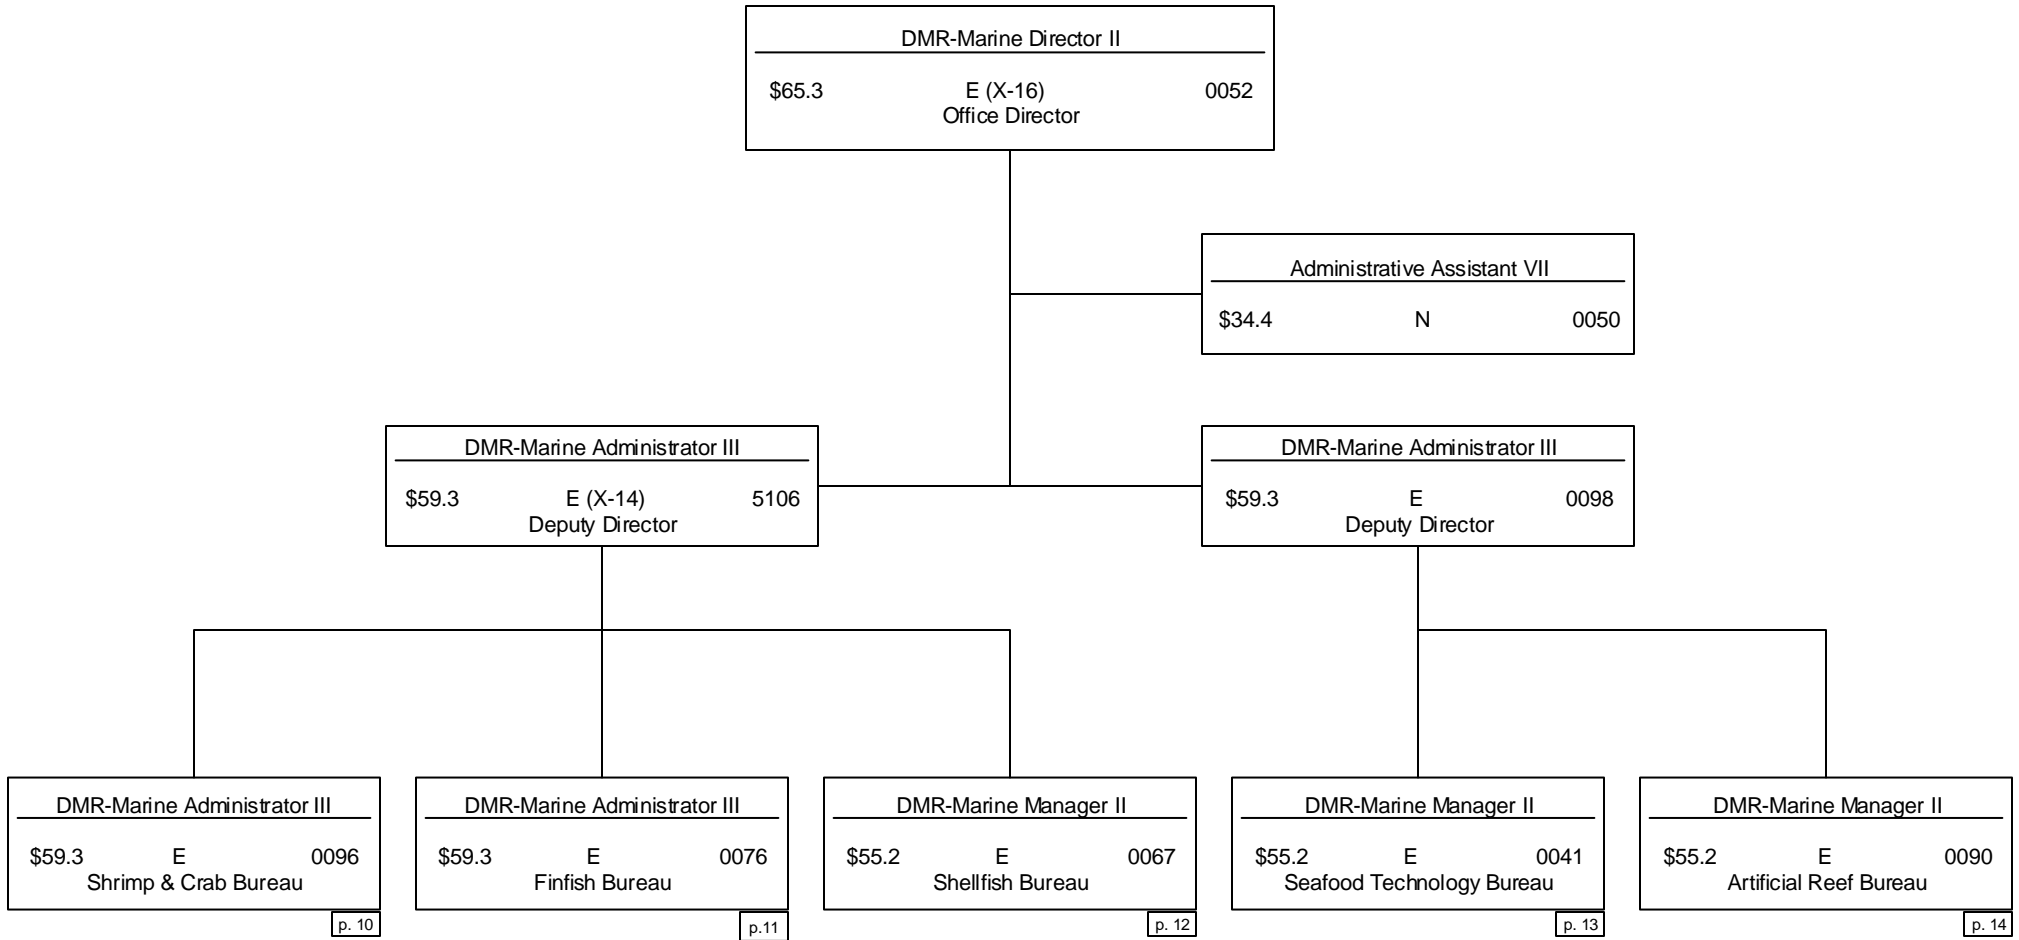 DMR-Marine Director II
$65.3 E (X-16) 0052
Office Director
Administrative Assistant VII
$34.4 N 0050
DMR-Marine Administrator III
$59.3 E (X-14) 5106
Deputy Director
DMR-Marine Administrator III
$59.3 E 0098
Deputy Director
DMR-Marine Administrator III
$59.3 E 0096
Shrimp & Crab Bureau
p. 10
DMR-Marine Administrator III
$59.3 E 0076
Finfish Bureau
p.11
DMR-Marine Manager II
$55.2 E 0067
Shellfish Bureau
p. 12
DMR-Marine Manager II
$55.2 E 0041
Seafood Technology Bureau
p. 13
DMR-Marine Manager II
$55.2 E 0090
Artificial Reef Bureau
p. 14